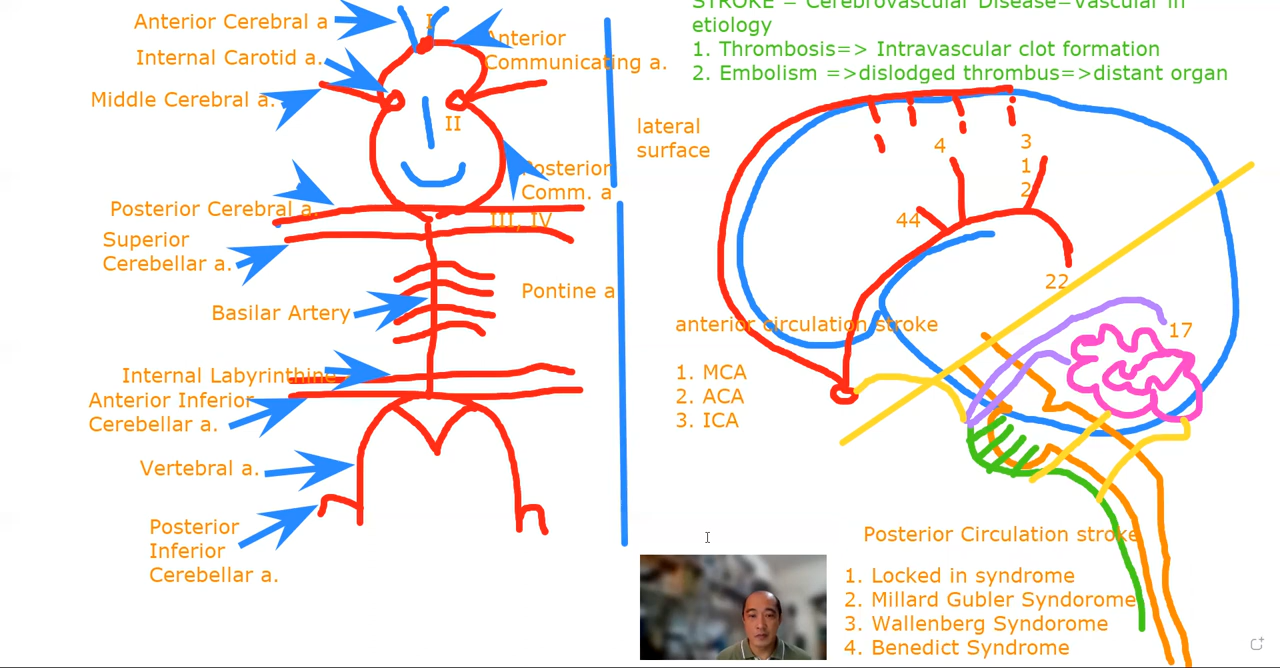 Anterior Cerebral a
I
Anterior
Communicating a.
Internal Carotid a.
Middle Cerebral a.
II
Posterior
Comm. a
Posterior Cerebral a.
III, IV
Superior
Cerebellar a.
Pontine a
Basilar Artery
Internal Labyrinthine
Anterior Inferior
Cerebellar a.
Vertebral a.
Posterior
Inferior
Cerebellar a.
STROKE = Cerebrovascular Disease=Vascular in
etiology
1. Thrombosis=> Intravascular clot formation
2. Embolism =>dislodged thrombus=>distant organ
lateral
surface
4
3
1
2
44
22
17
anterior circulation stroke
1. MCA
2. ACA
3. ICA
Posterior Circulation stroke
1. Locked in syndrome
2. Millard Gubler Syndorome
3. Wallenberg Syndorome
4. Benedict Syndrome